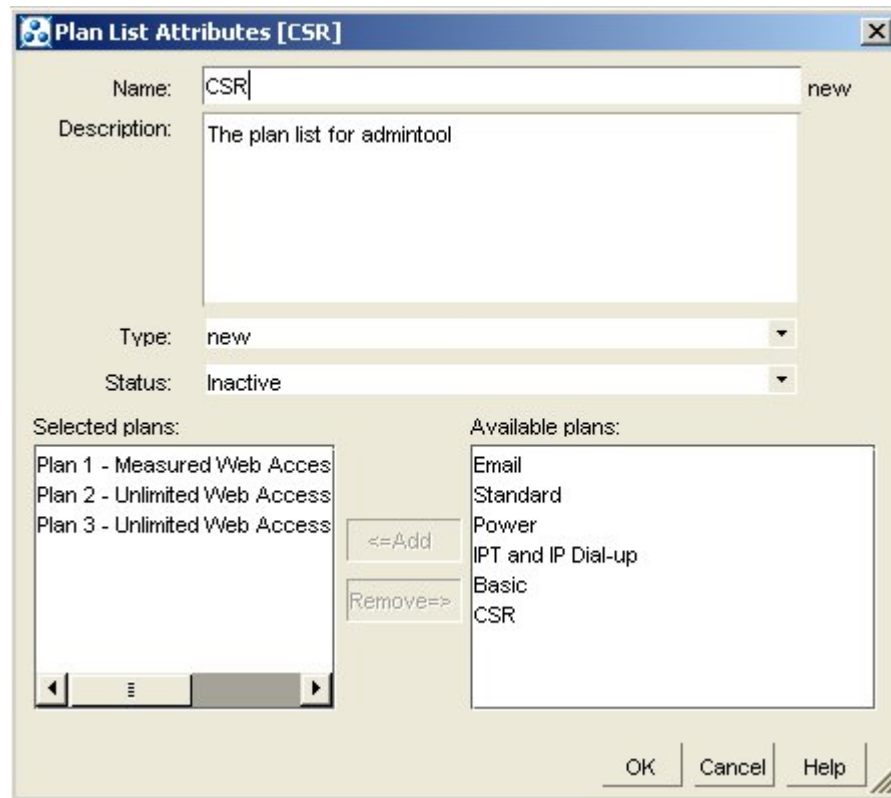 Plan List Attributes [CSR]
Name: CSR new
Description: The plan list for admintool
Type: new
Status: Inactive
Selected plans:
Plan 1 - Measured Web Acces
Plan 2 - Unlimited Web Access
Plan 3 - Unlimited Web Access
<=Add
Remove=>
Available plans:
Email
Standard
Power
IPT and IP Dial-up
Basic
CSR
OK Cancel Help